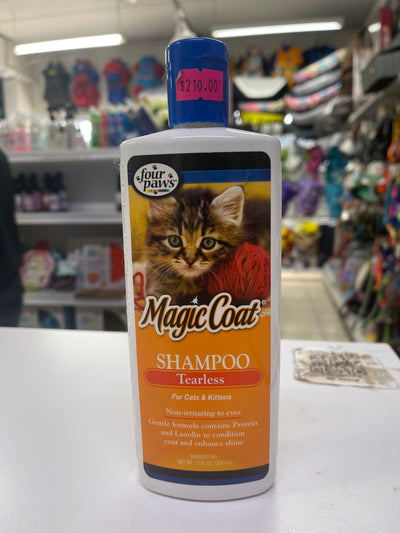 $210.00
four
paws
Magic Coat
SHAMPOO
Tearless
For Cats & Kittens
Non-irritating to eyes
Gentle formula contains Protein
and Lanolin to condition
coat and enhance shine